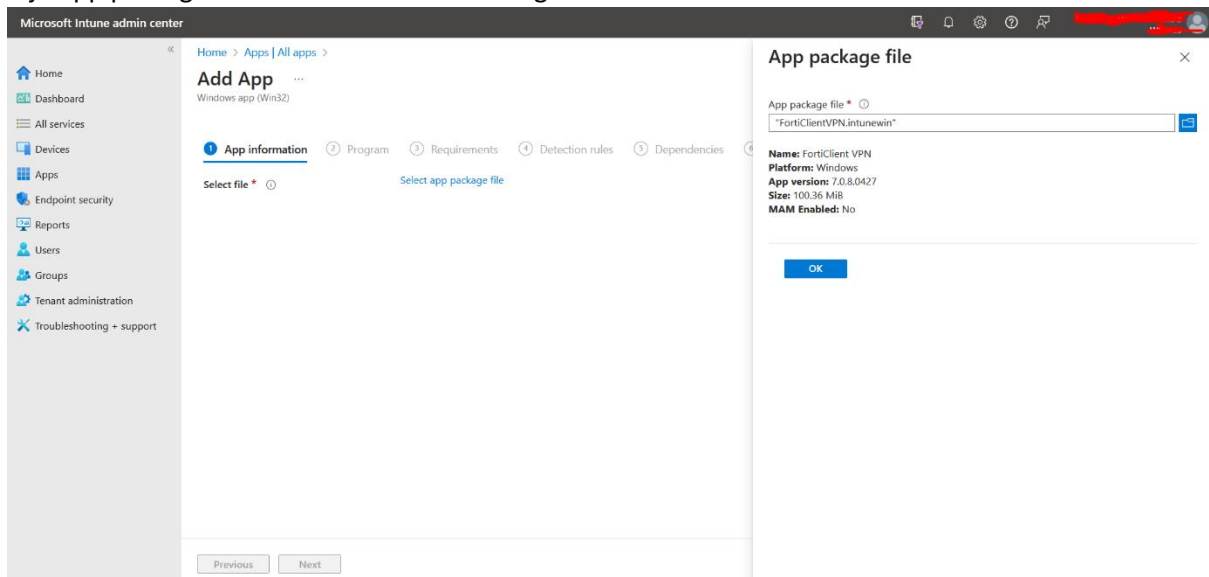 Microsoft Intune admin center
Home > Apps | All apps >
Add App ...
Windows app (Win32)
Home
Dashboard
All services
Devices
Apps
Endpoint security
Reports
Users
Groups
Tenant administration
Troubleshooting + support
1 App information 2 Program 3 Requirements 4 Detection rules 5 Dependencies 6
Select file * Select app package file
Previous Next
App package file
App package file *
"FortiClientVPN.intunewin"
Name: FortiClient VPN
Platform: Windows
App version: 7.0.8.0427
Size: 100.36 MiB
MAM Enabled: No
OK